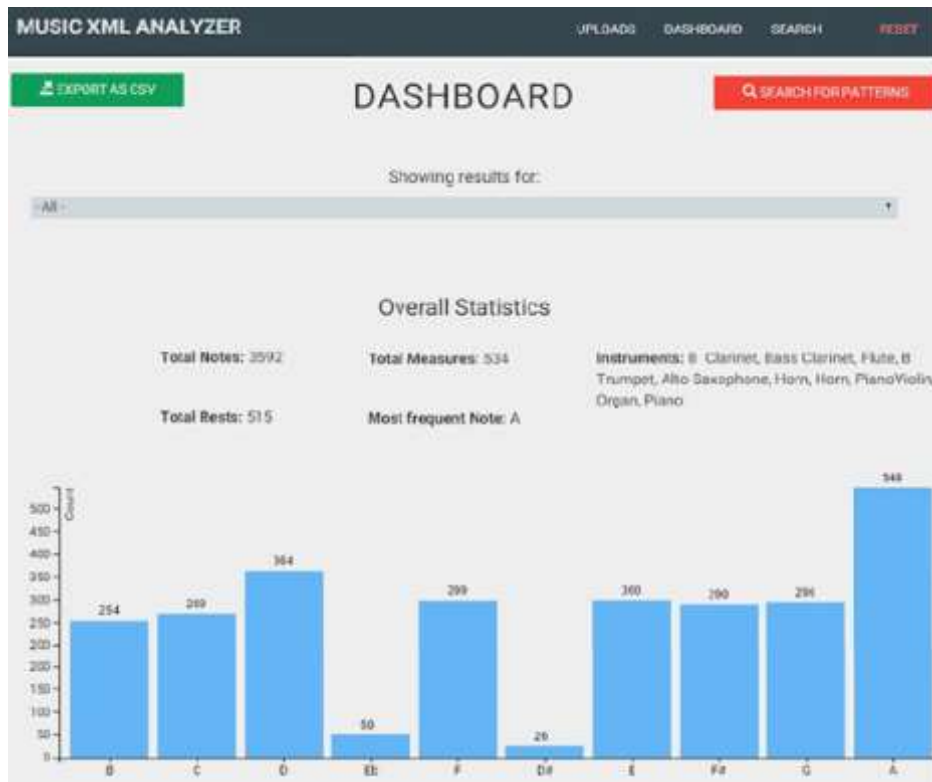 MUSIC XML ANALYZER UPLOADS DASHBOARD SEARCH RESET
EXPORT AS CSV DASHBOARD SEARCH FOR PATTERNS
Showing results for:
- All -
Overall Statistics
Total Notes: 3592 Total Measures: 534 Instruments: B Clarinet, Bass Clarinet, Flute, B
Trumpet, Alto Saxophone, Horn, Horn, PianoViolin
Organ, Piano
Total Rests: 515 Most frequent Note: A
Count
500
450
400
350
300
250
200
200
150
100
50
0
254 269 364 50 299 26 290 296
B C D Eb F D# E F# G A